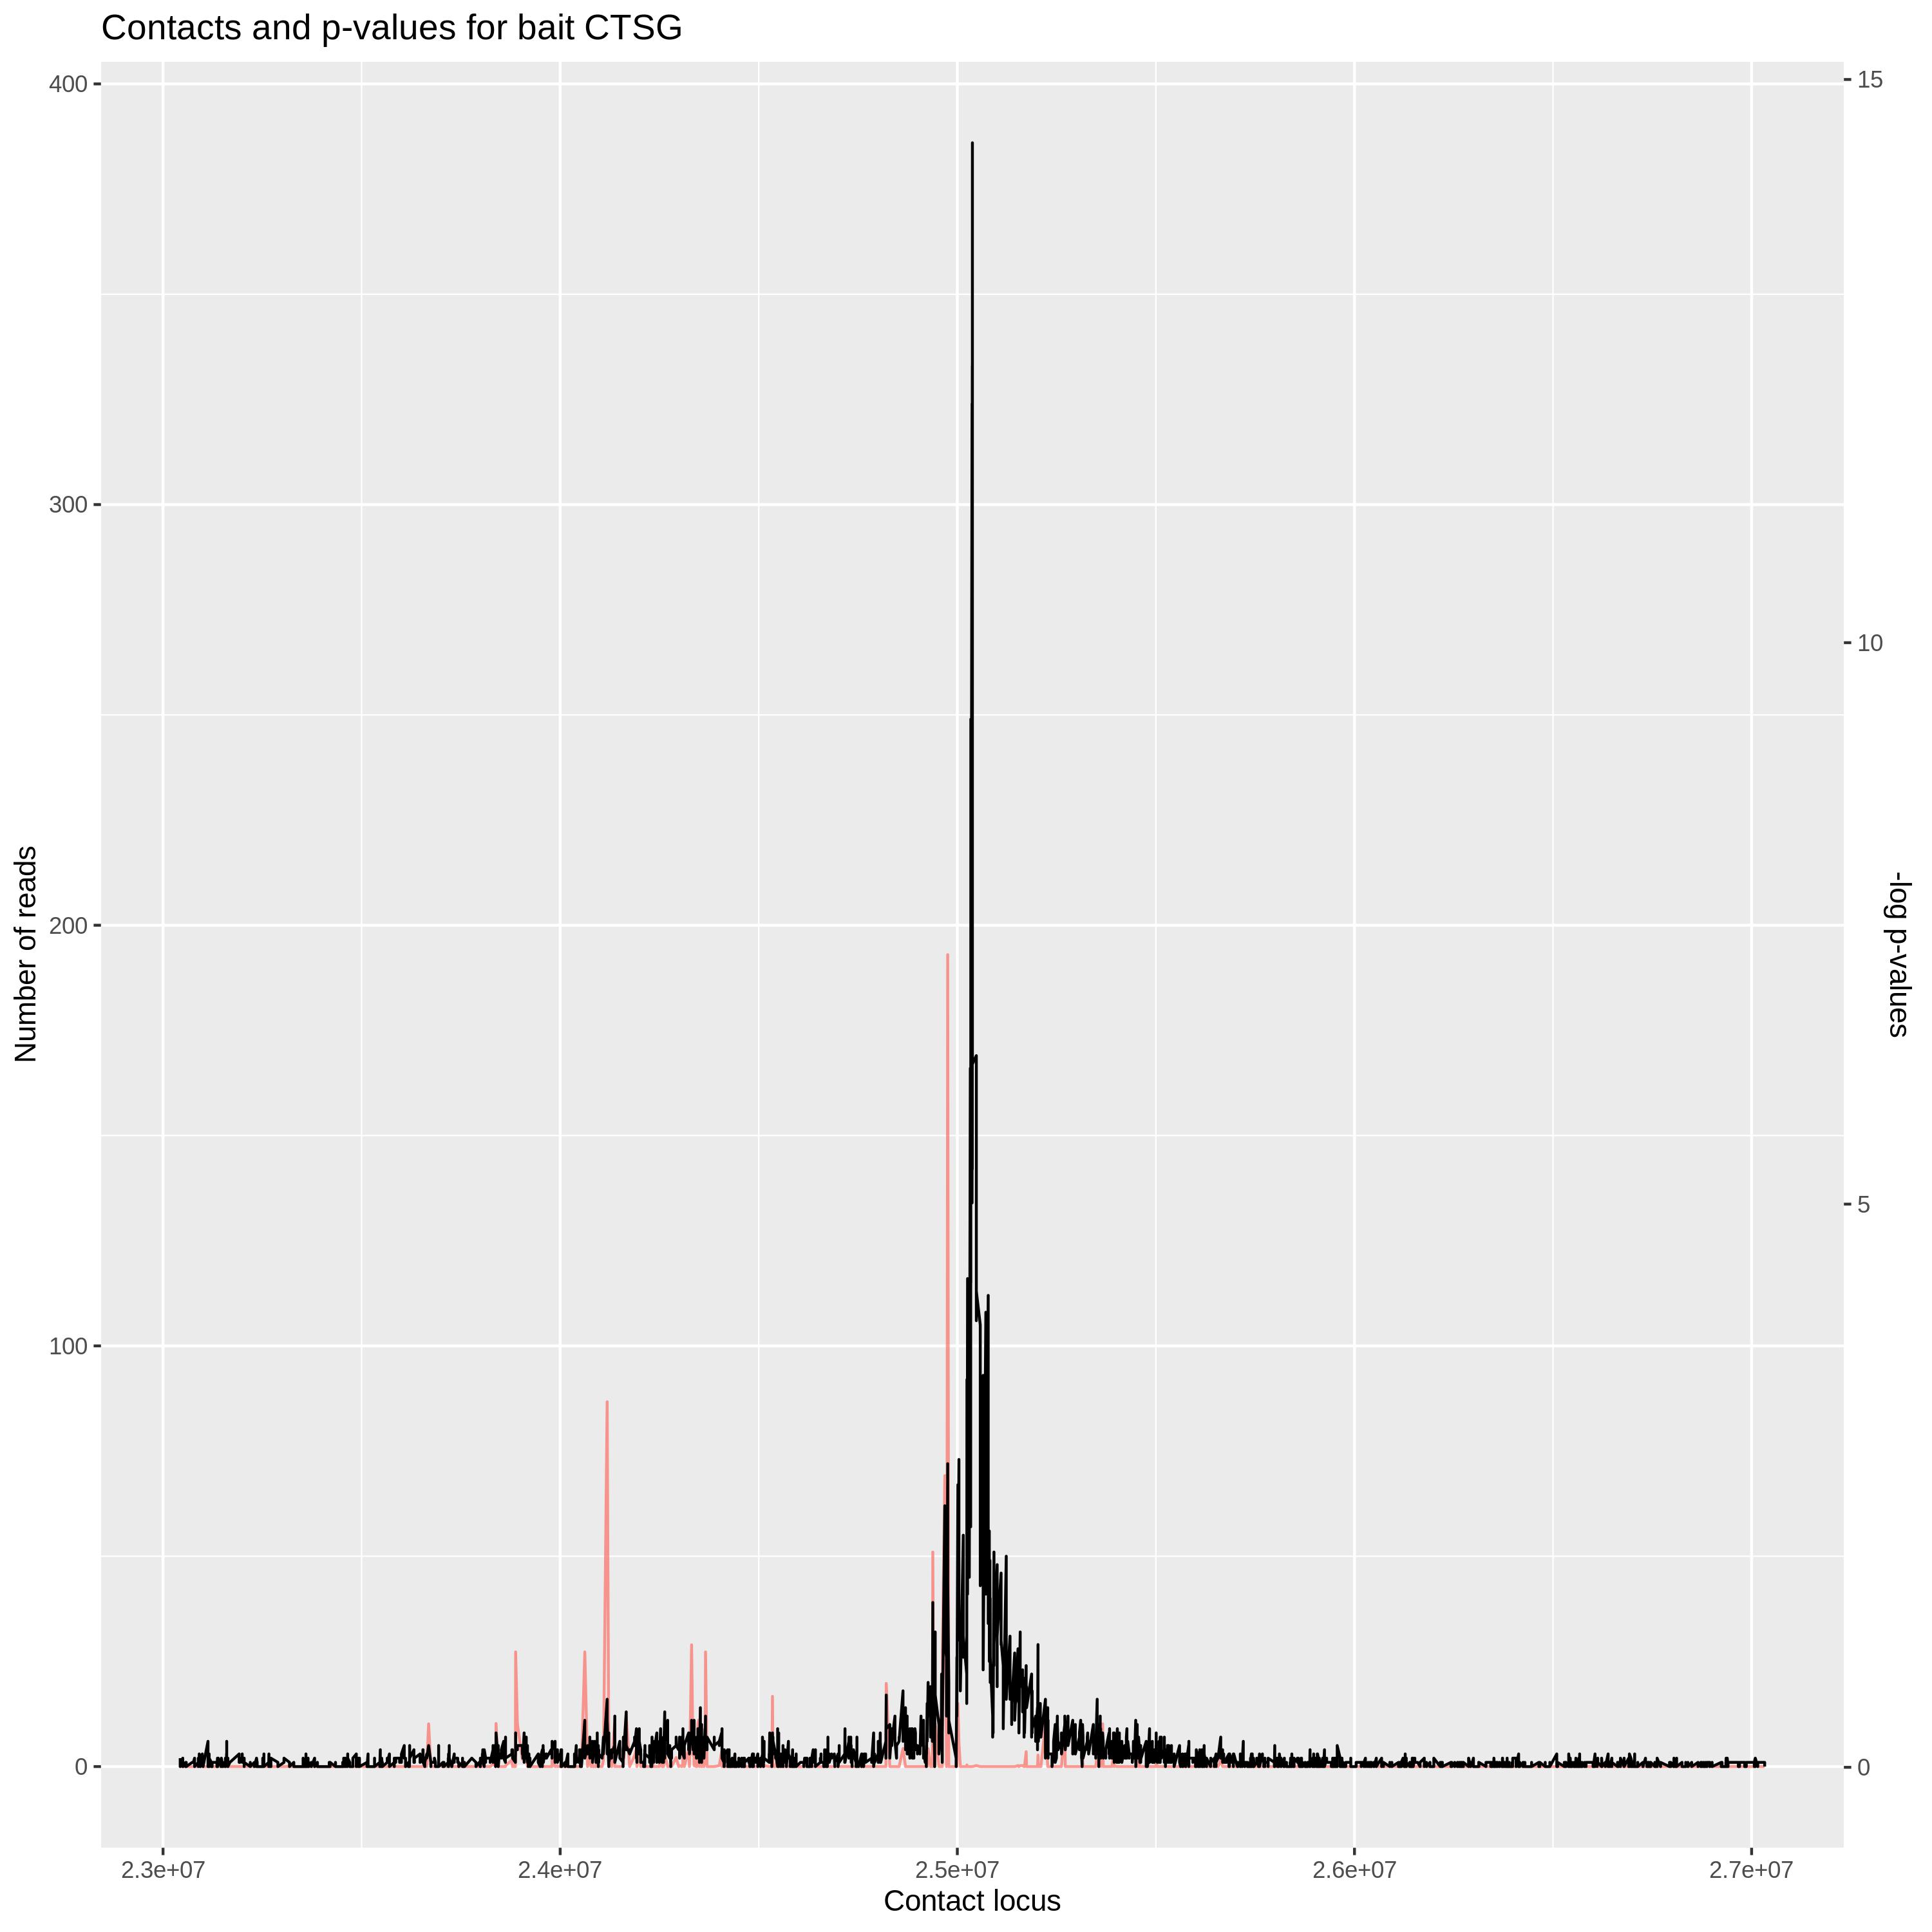 Contacts and p-values for bait CTSG
400
300
200
100
0
Number of reads
15
10
5
0
-log p-values
2.3e+07 2.4e+07 2.5e+07 2.6e+07 2.7e+07
Contact locus